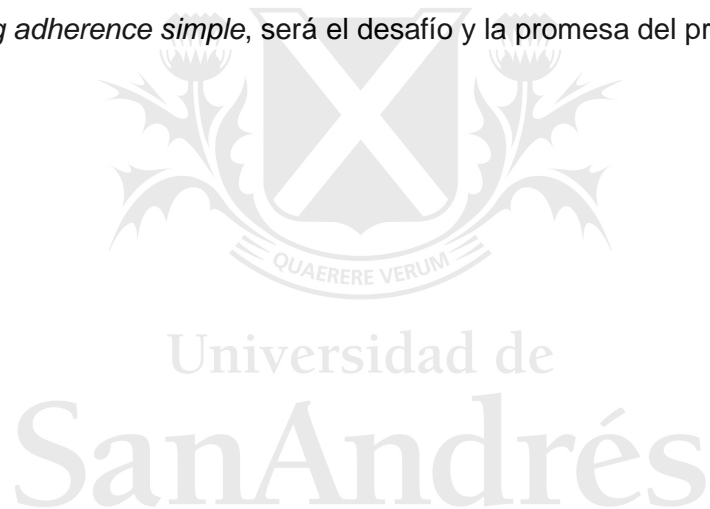 g adherence simple, será el desafío y la promesa del pr
QUAERERE VERUM
Universidad de
SanAndrés